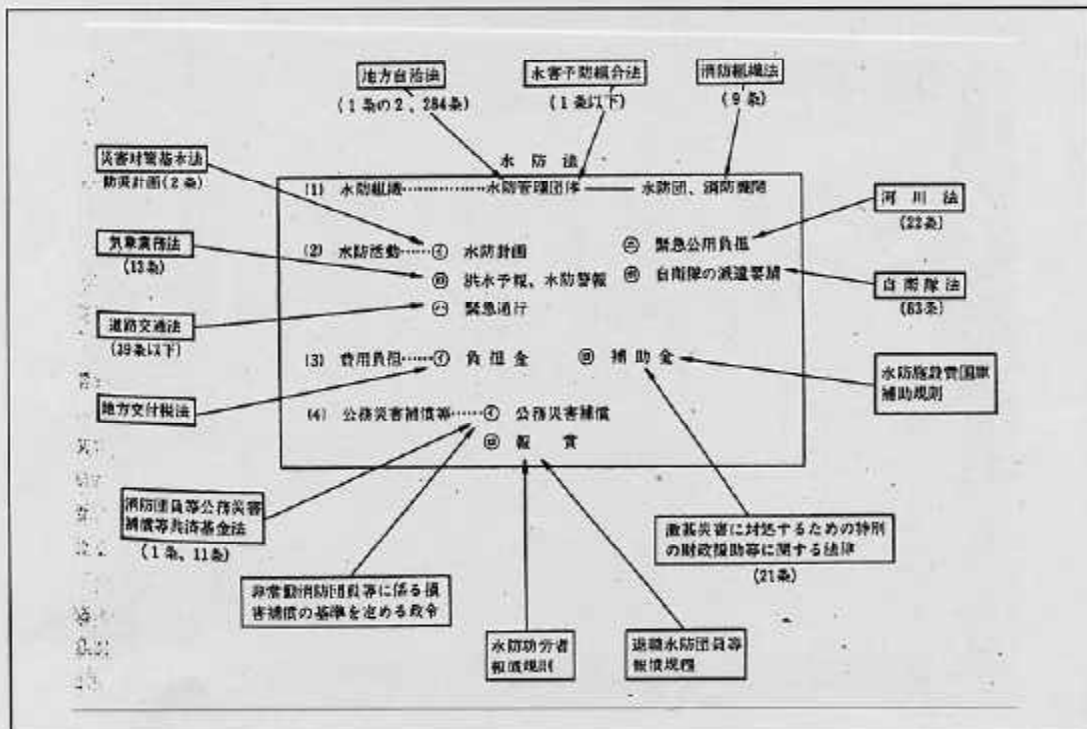 地方自治法
(1条の2、284条)
水害予防組合法
(1条以下)
消防組織法
(9条)
災害対策基本法
防災計画(2条)
気象業務法
(13条)
道路交通法
(39条以下)
地方交付税法
水防法
(1) 水防組織……水防管理団体——水防団、消防機関
(2) 水防活動……㋑ 水防計画
㋺ 洪水予報、水防警報
㋩ 緊急通行
㋥ 緊急公用負担
㋭ 自衛隊の派遣要請
(3) 費用負担……㋑ 負担金 ㋺ 補助金
(4) 公務災害補償等……㋑ 公務災害補償
㋺ 報賞
河川法
(22条)
自衛隊法
(83条)
水防施設費国庫
補助規則
消防団員等公務災害
補償等共済基金法
(1条、11条)
非常勤消防団員等に係る損
害補償の基準を定める政令
水防功労者
報賞規則
退職水防団員等
報償規程
激甚災害に対処するための特別
の財政援助等に関する法律
(21条)